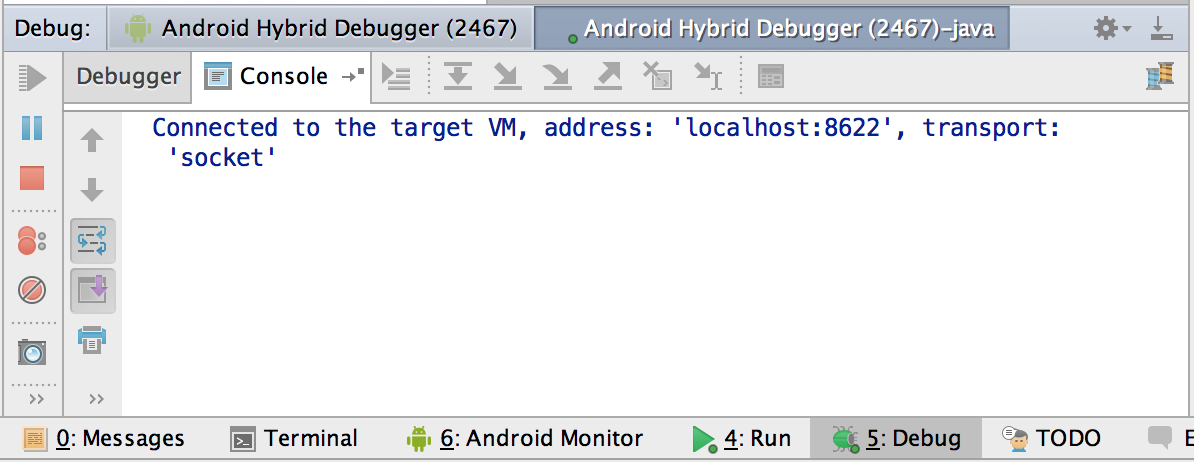 Debug: Android Hybrid Debugger (2467) Android Hybrid Debugger (2467)-java
Debugger Console
Connected to the target VM, address: 'localhost:8622', transport:
'socket'
0: Messages Terminal 6: Android Monitor 4: Run 5: Debug TODO E